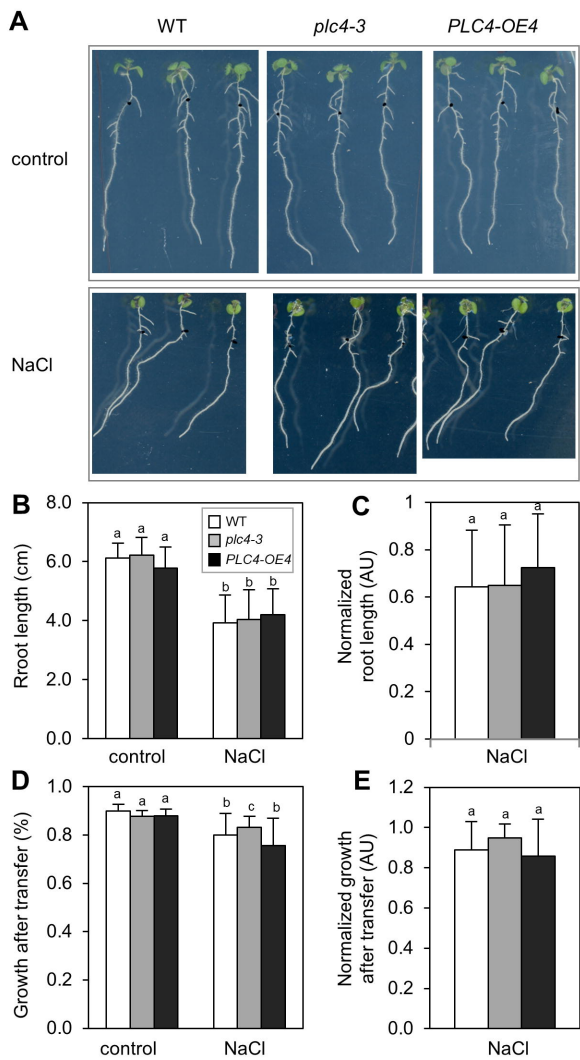 A
WT plc4-3 PLC4-OE4
control
NaCl
B
Rroot length (cm)
8.0
6.0
4.0
2.0
0.0
a a a
b b b
WT
plc4-3
PLC4-OE4
control NaCl
C
Normalized
root length (AU)
1
0.8
0.6
0.4
0.2
0
a a a
NaCl
D
Growth after transfer (%)
1.0
0.8
0.6
0.4
0.2
0.0
a a a
b c b
control NaCl
E
Normalized growth
after transfer (AU)
1.2
1.0
0.8
0.6
0.4
0.2
0.0
a a a
NaCl